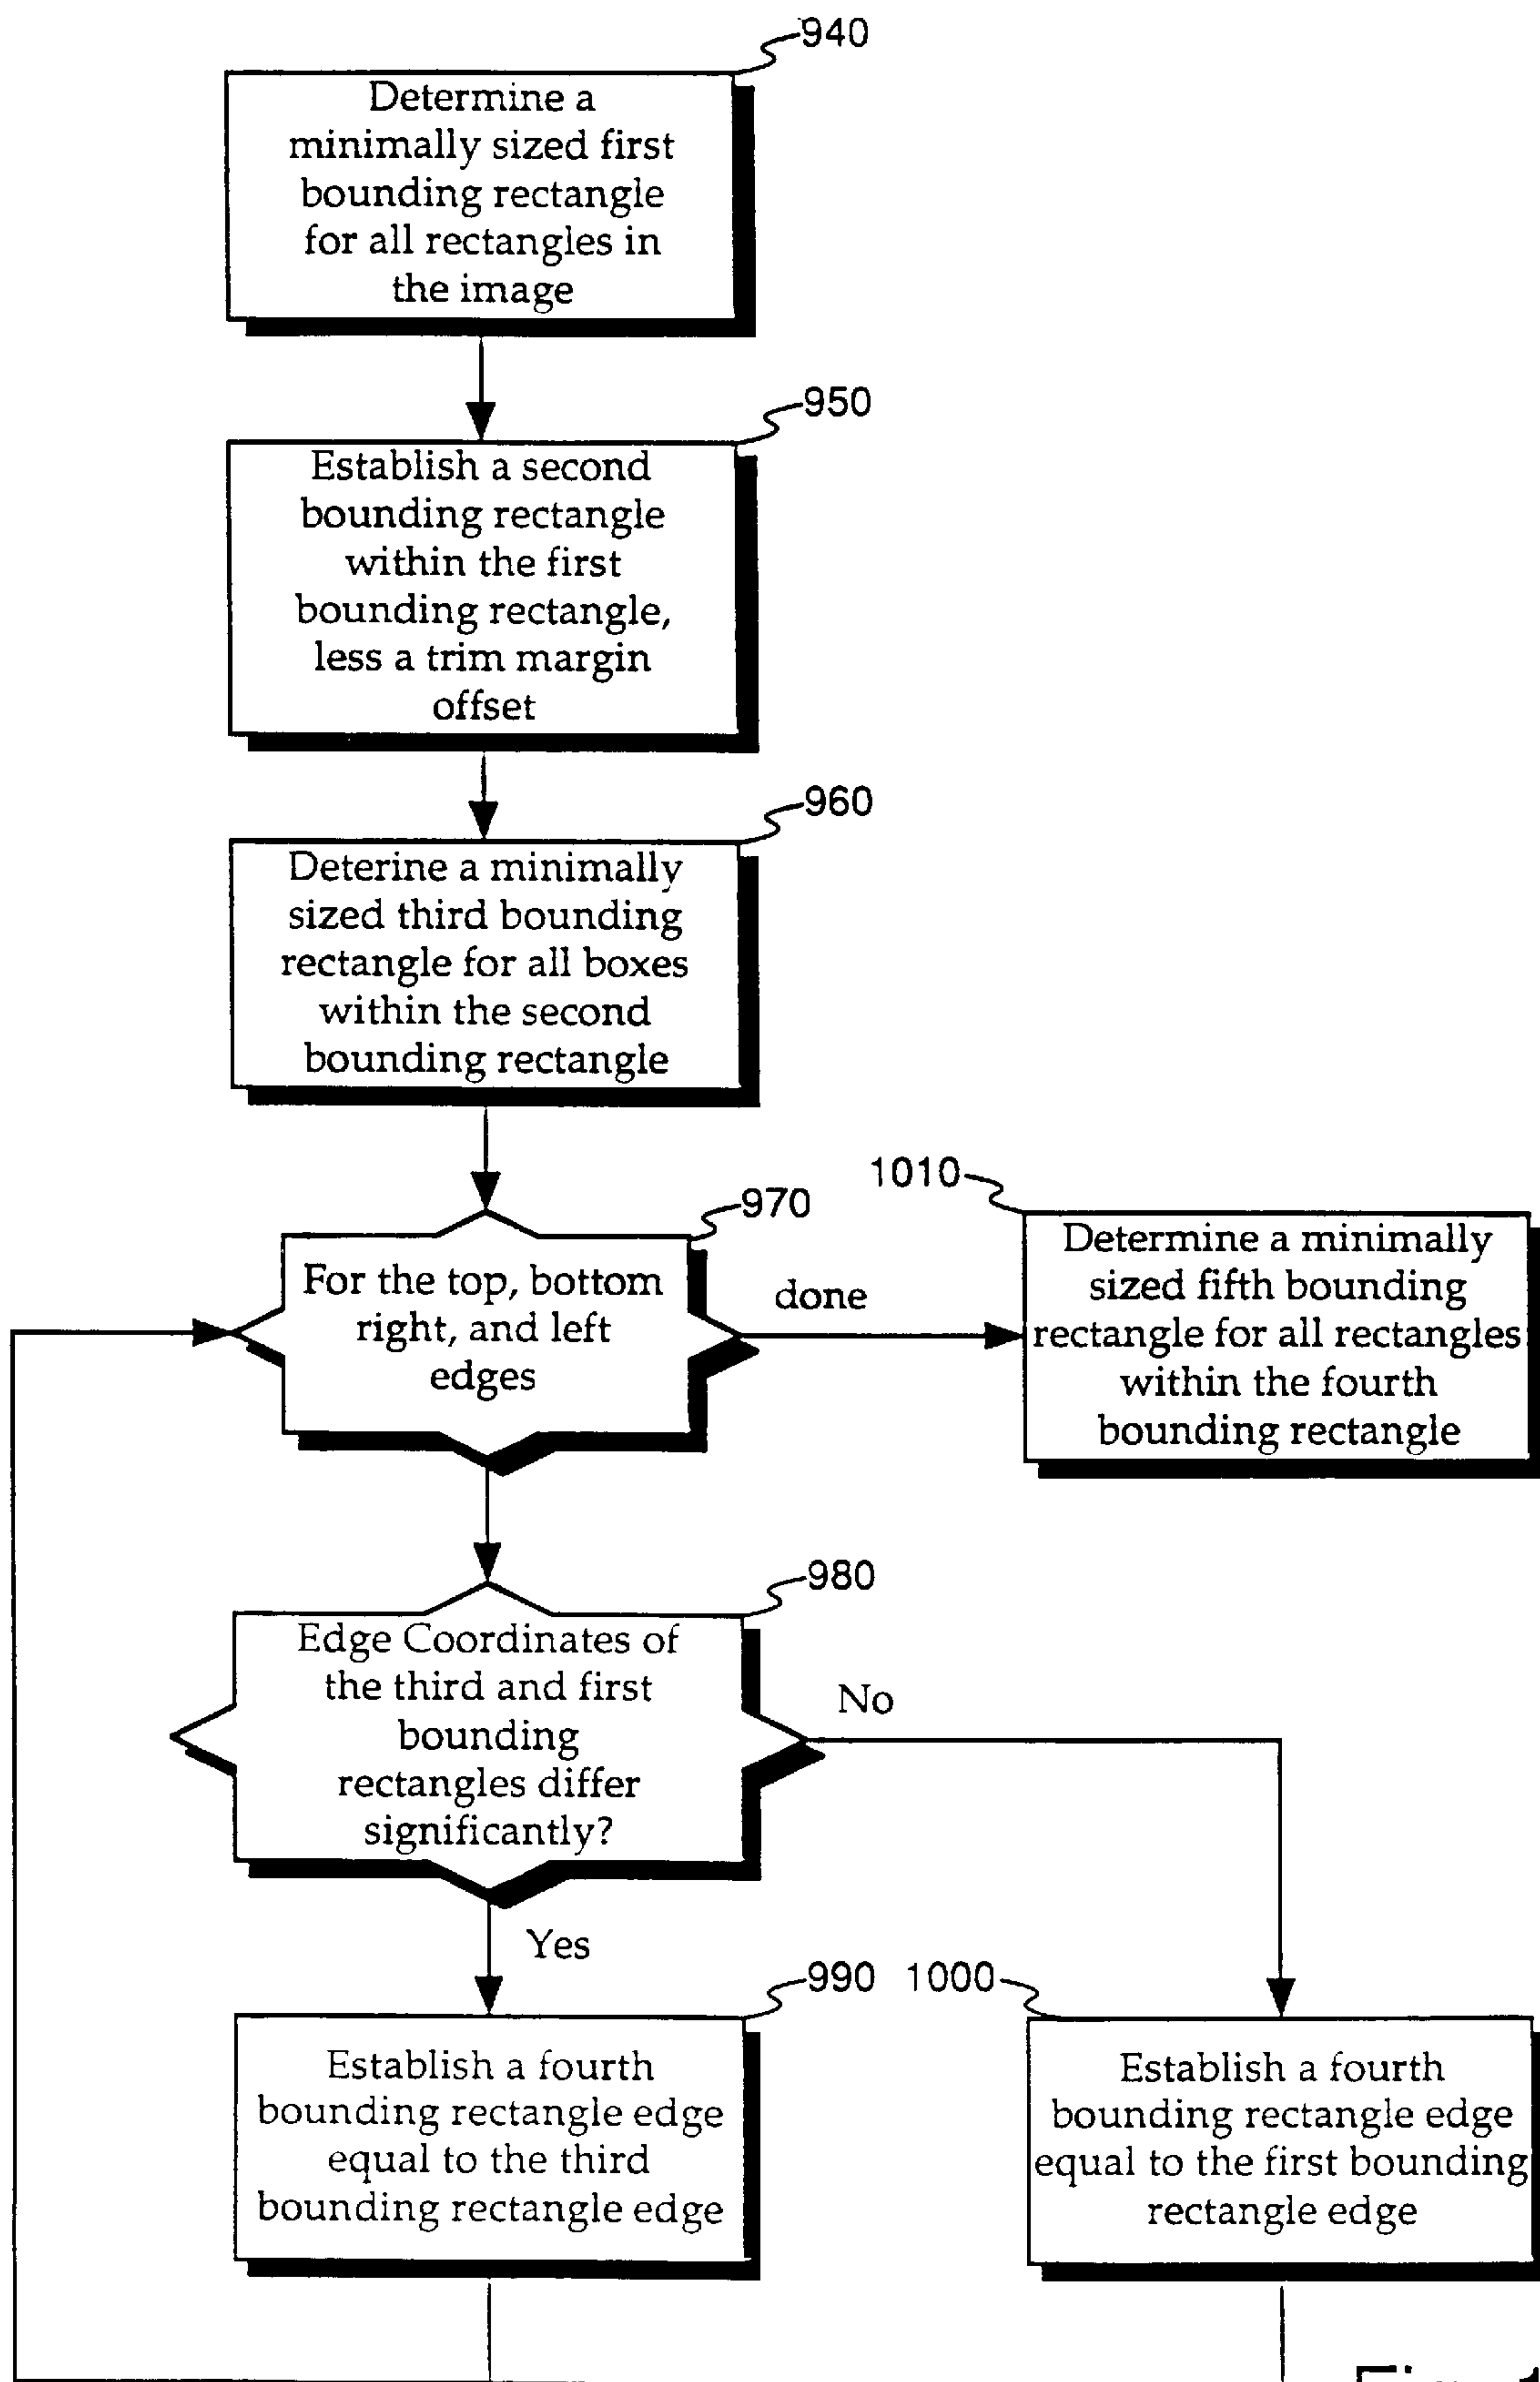 940
Determine a
minimally sized first
bounding rectangle
for all rectangles in
the image
950
Establish a second
bounding rectangle
within the first
bounding rectangle,
less a trim margin
offset
960
Deterine a minimally
sized third bounding
rectangle for all boxes
within the second
bounding rectangle
970
For the top, bottom
right, and left
edges
done
1010
Determine a minimally
sized fifth bounding
rectangle for all rectangles
within the fourth
bounding rectangle
980
Edge Coordinates of
the third and first
bounding
rectangles differ
significantly?
No
Yes
990
Establish a fourth
bounding rectangle edge
equal to the third
bounding rectangle edge
1000
Establish a fourth
bounding rectangle edge
equal to the first bounding
rectangle edge